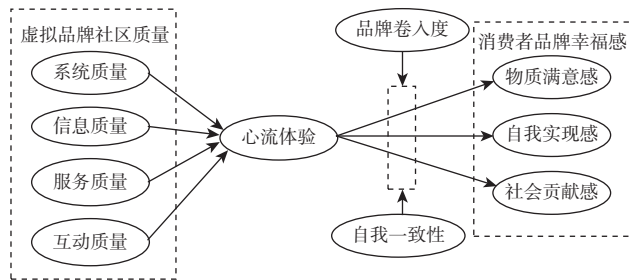 虚拟品牌社区质量
系统质量
信息质量
服务质量
互动质量
心流体验
品牌卷入度
自我一致性
消费者品牌幸福感
物质满意感
自我实现感
社会贡献感